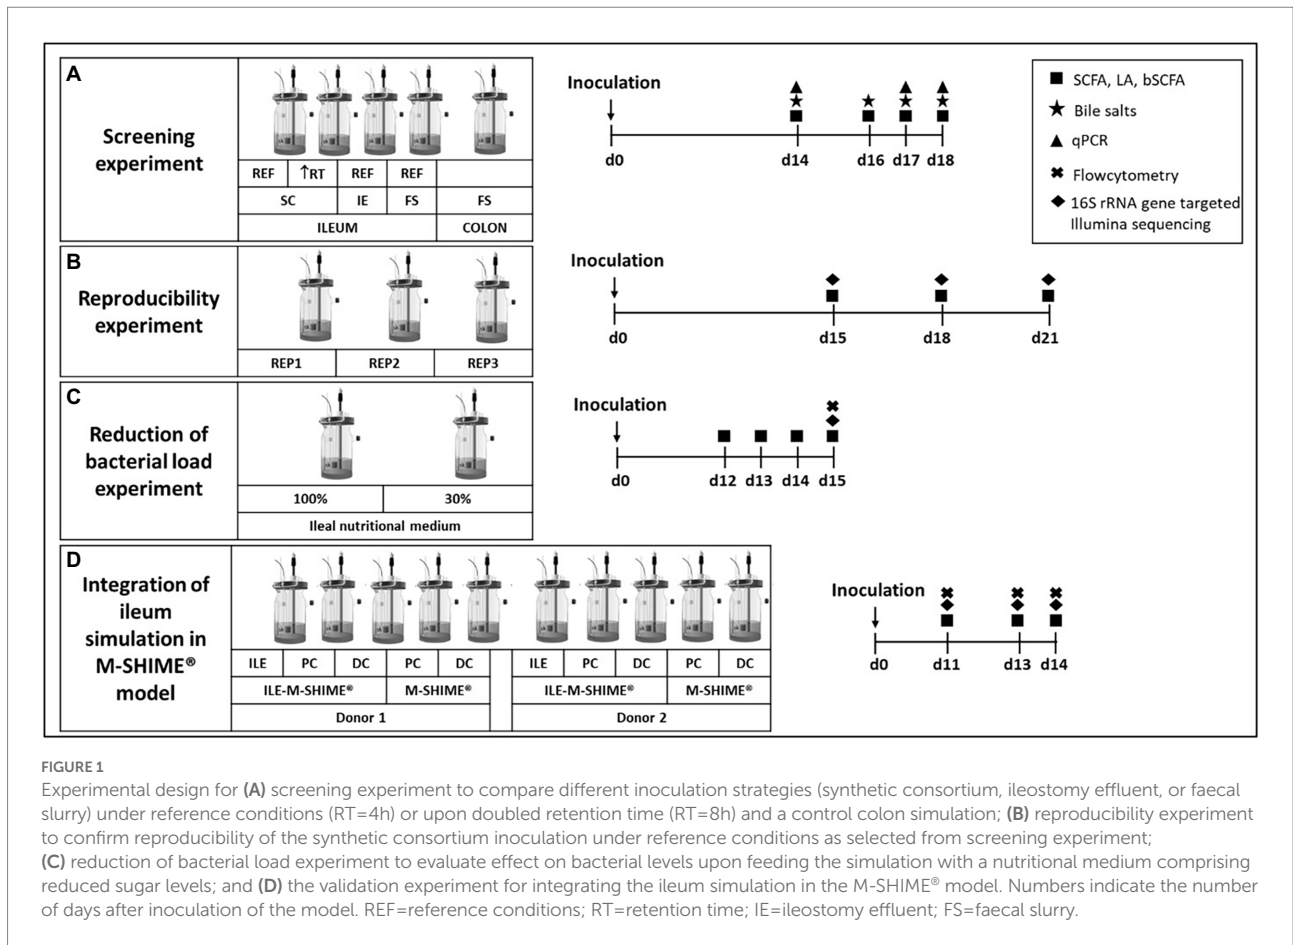 A
Screening
experiment
REF
↑RT
REF
REF
SC
IE
FS
FS
ILEUM
COLON
Inoculation
d0
d14
d16
d17
d18
SCFA, LA, bSCFA
Bile salts
qPCR
Flowcytometry
16S rRNA gene targeted
Illumina sequencing
B
Reproducibility
experiment
REP1
REP2
REP3
Inoculation
d0
d15
d18
d21
C
Reduction of
bacterial load
experiment
100%
30%
Ileal nutritional medium
Inoculation
d0
d12
d13
d14
d15
D
Integration of
ileum
simulation in
M-SHIME®
model
ILE
PC
DC
PC
DC
ILE
PC
DC
PC
DC
ILE-M-SHIME®
M-SHIME®
ILE-M-SHIME®
M-SHIME®
Donor 1
Donor 2
Inoculation
d0
d11
d13
d14
FIGURE 1
Experimental design for (A) screening experiment to compare different inoculation strategies (synthetic consortium, ileostomy effluent, or faecal
slurry) under reference conditions (RT=4h) or upon doubled retention time (RT=8h) and a control colon simulation; (B) reproducibility experiment
to confirm reproducibility of the synthetic consortium inoculation under reference conditions as selected from screening experiment;
(C) reduction of bacterial load experiment to evaluate effect on bacterial levels upon feeding the simulation with a nutritional medium comprising
reduced sugar levels; and (D) the validation experiment for integrating the ileum simulation in the M-SHIME® model. Numbers indicate the number
of days after inoculation of the model. REF=reference conditions; RT=retention time; IE=ileostomy effluent; FS=faecal slurry.